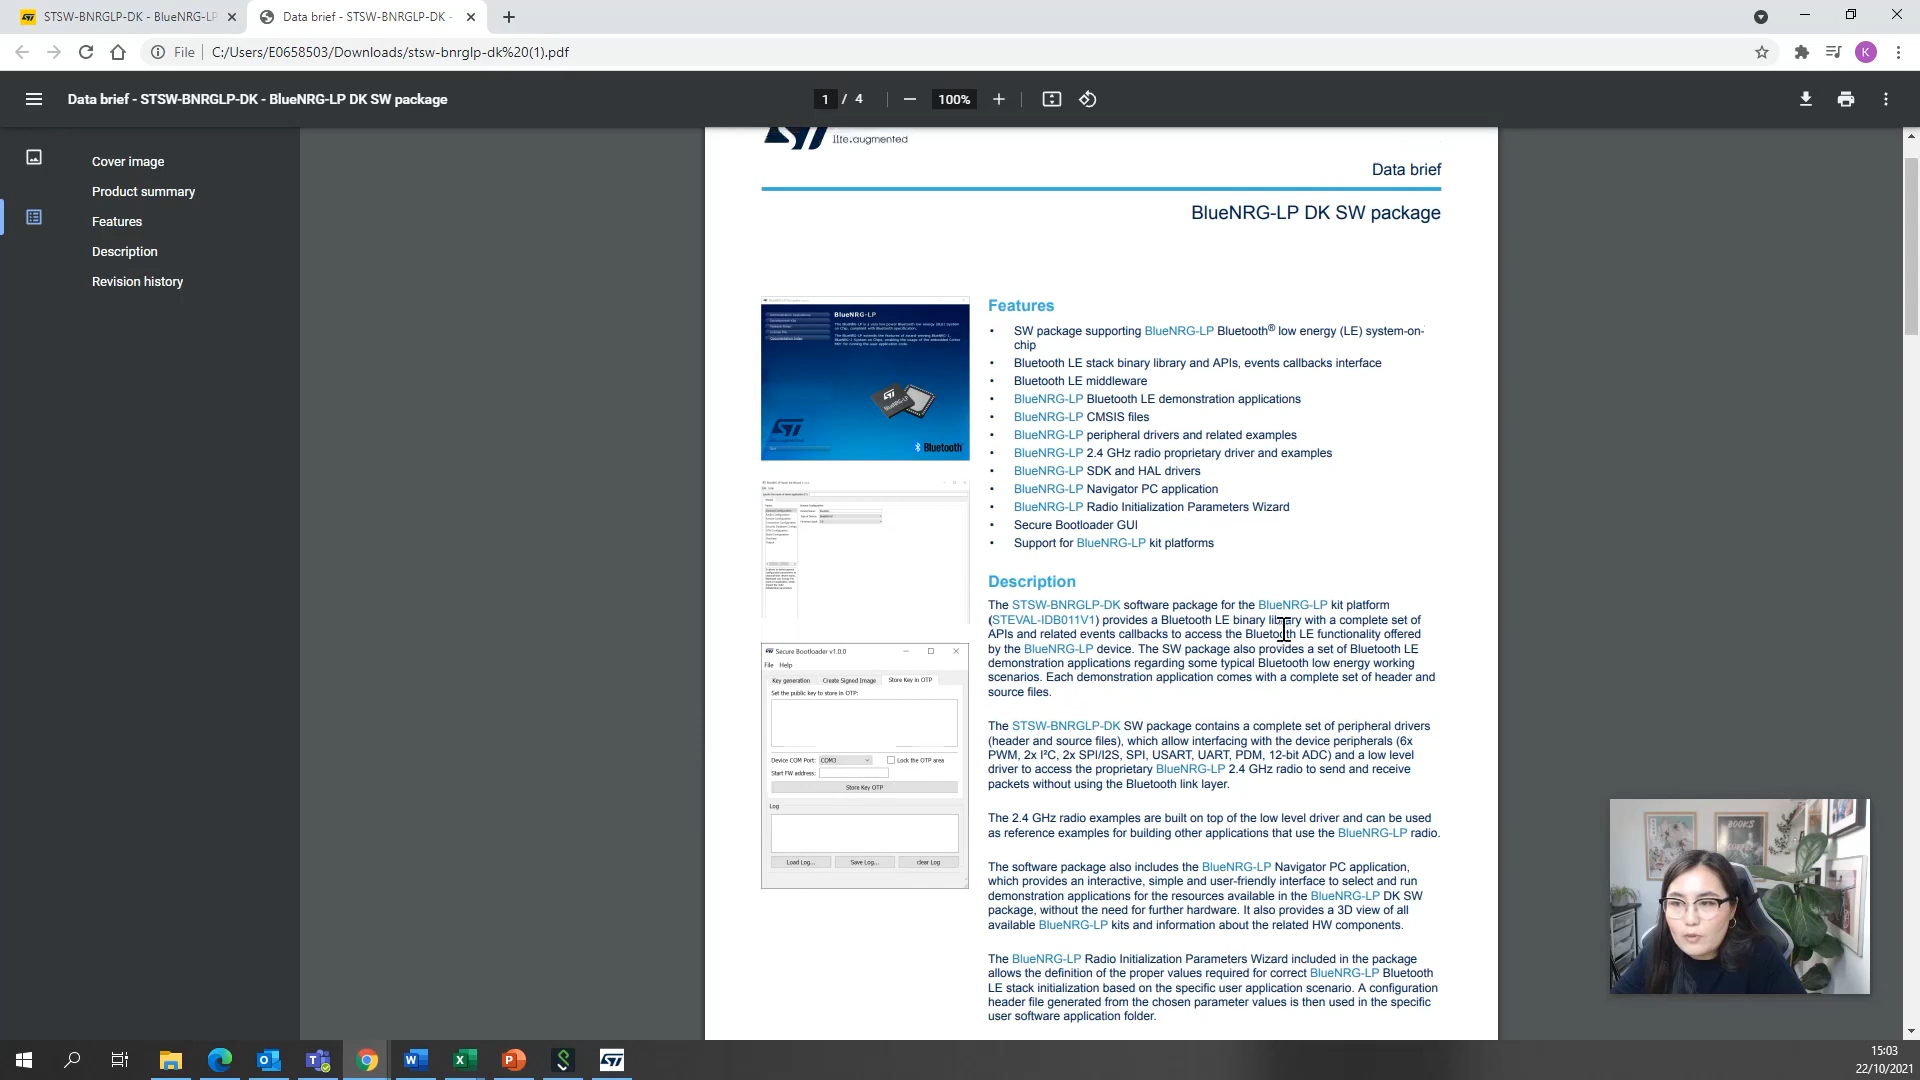 STSW-BNRGLP-DK - BlueNRG-LP
Data brief - STSW-BNRGLP-DK -
File
C:/Users/E0658503/Downloads/stsw-bnrglp-dk%20(1).pdf
K
Data brief - STSW-BNRGLP-DK - BlueNRG-LP DK SW package
1 / 4
100%
Cover image
Product summary
Features
Description
Revision history
life.augmented
Data brief
BlueNRG-LP DK SW package
Features
• SW package supporting BlueNRG-LP Bluetooth® low energy (LE) system-on-
chip
• Bluetooth LE stack binary library and APIs, events callbacks interface
• Bluetooth LE middleware
• BlueNRG-LP Bluetooth LE demonstration applications
• BlueNRG-LP CMSIS files
• BlueNRG-LP peripheral drivers and related examples
• BlueNRG-LP 2.4 GHz radio proprietary driver and examples
• BlueNRG-LP SDK and HAL drivers
• BlueNRG-LP Navigator PC application
• BlueNRG-LP Radio Initialization Parameters Wizard
• Secure Bootloader GUI
• Support for BlueNRG-LP kit platforms
Description
The STSW-BNRGLP-DK software package for the BlueNRG-LP kit platform
(STEVAL-IDB011V1) provides a Bluetooth LE binary library with a complete set of
APIs and related events callbacks to access the Bluetooth LE functionality offered
by the BlueNRG-LP device. The SW package also provides a set of Bluetooth LE
demonstration applications regarding some typical Bluetooth low energy working
scenarios. Each demonstration application comes with a complete set of header and
source files.
The STSW-BNRGLP-DK SW package contains a complete set of peripheral drivers
(header and source files), which allow interfacing with the device peripherals (6x
PWM, 2x I²C, 2x SPI/I2S, SPI, USART, UART, PDM, 12-bit ADC) and a low level
driver to access the proprietary BlueNRG-LP 2.4 GHz radio to send and receive
packets without using the Bluetooth link layer.
The 2.4 GHz radio examples are built on top of the low level driver and can be used
as reference examples for building other applications that use the BlueNRG-LP radio.
The software package also includes the BlueNRG-LP Navigator PC application,
which provides an interactive, simple and user-friendly interface to select and run
demonstration applications for the resources available in the BlueNRG-LP DK SW
package, without the need for further hardware. It also provides a 3D view of all
available BlueNRG-LP kits and information about the related HW components.
The BlueNRG-LP Radio Initialization Parameters Wizard included in the package
allows the definition of the proper values required for correct BlueNRG-LP Bluetooth
LE stack initialization based on the specific user application scenario. A configuration
header file generated from the chosen parameter values is then used in the specific
user software application folder.
BlueNRG-LP
Bluetooth
Secure Bootloader v1.0.0
File Help
Key generation Create Signed Image Store Key in OTP
Set the public key to store in OTP:
Device COM Port: COM3 Lock the OTP area
Start FW address:
Store Key OTP
Log
Load Log... Save Log... clear Log
BOOKS
15:03
22/10/2021